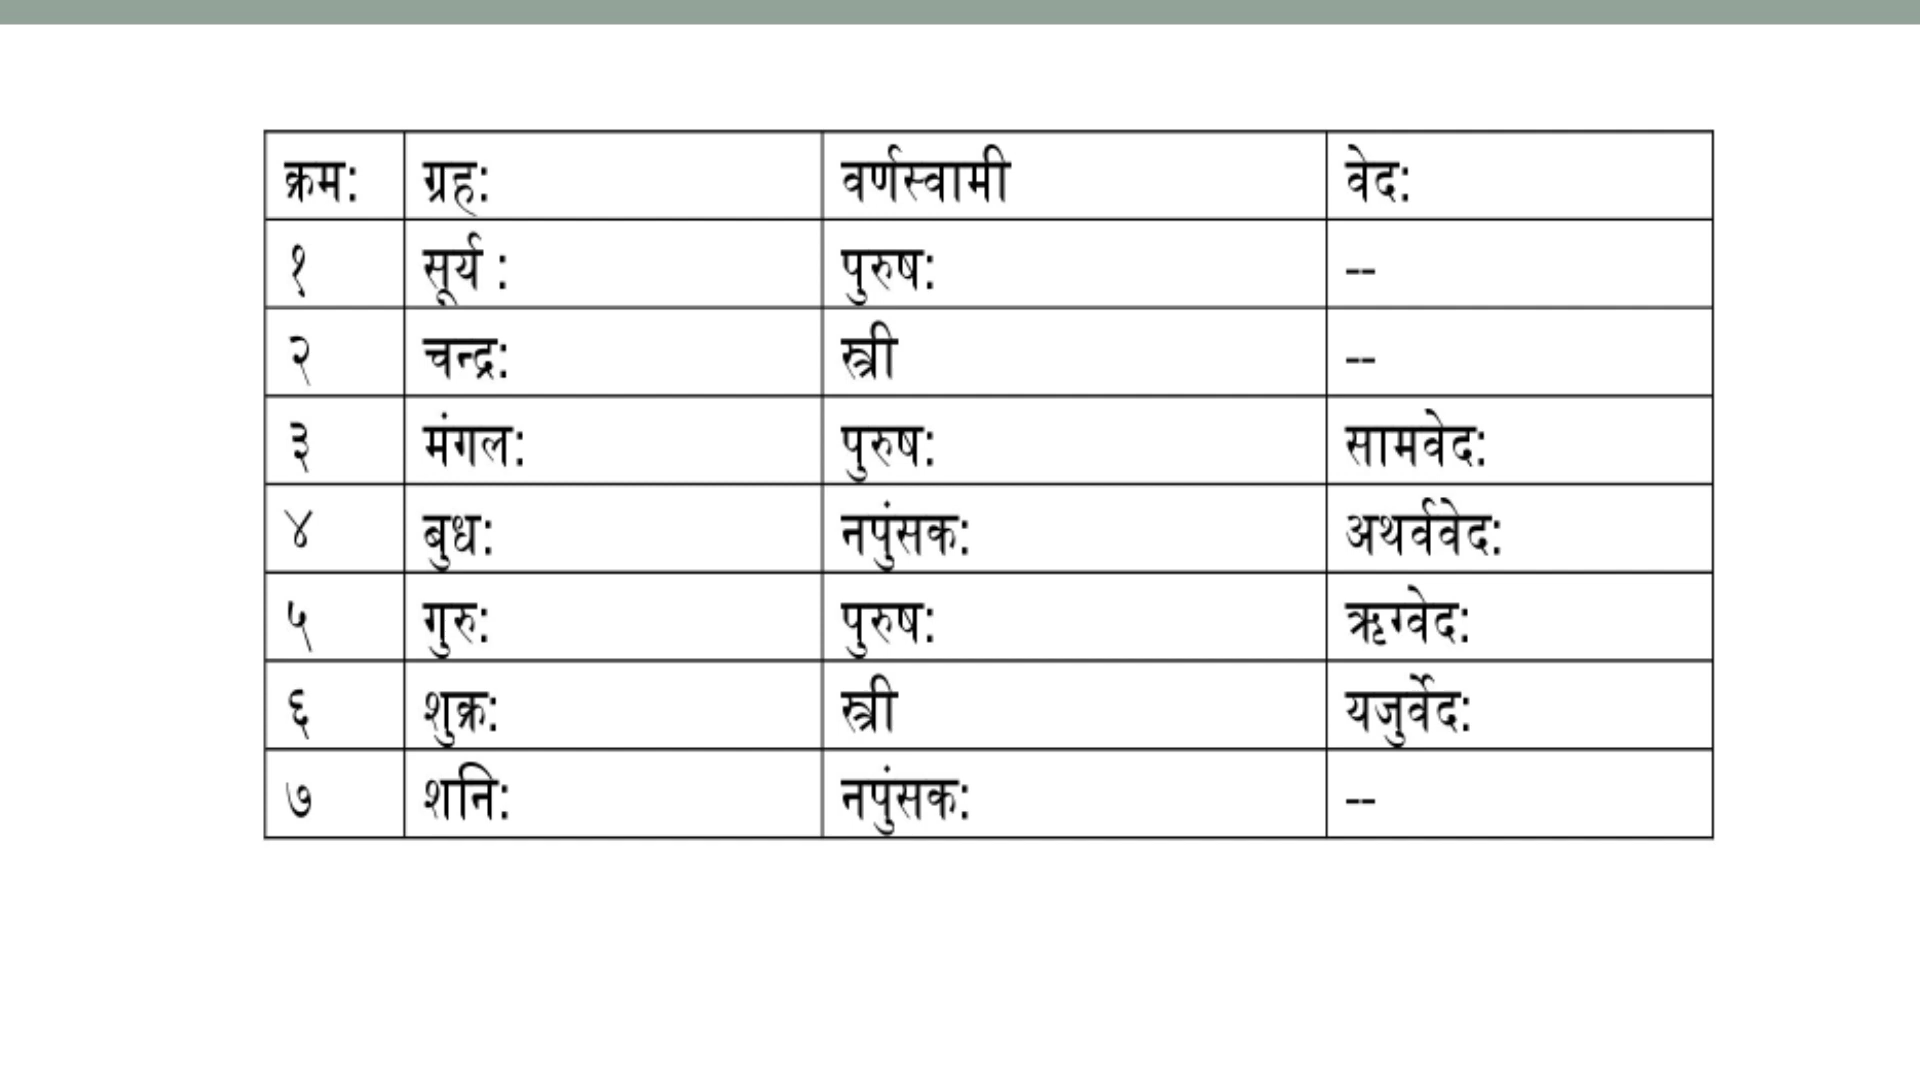 क्रम: ग्रह: वर्णस्वामी वेद:
१ सूर्य : पुरुष: --
२ चन्द्र: स्त्री --
३ मंगल: पुरुष: सामवेद:
४ बुध: नपुंसक: अथर्ववेद:
५ गुरु: पुरुष: ऋग्वेद:
६ शुक्र: स्त्री यजुर्वेद:
७ शनि: नपुंसक: --